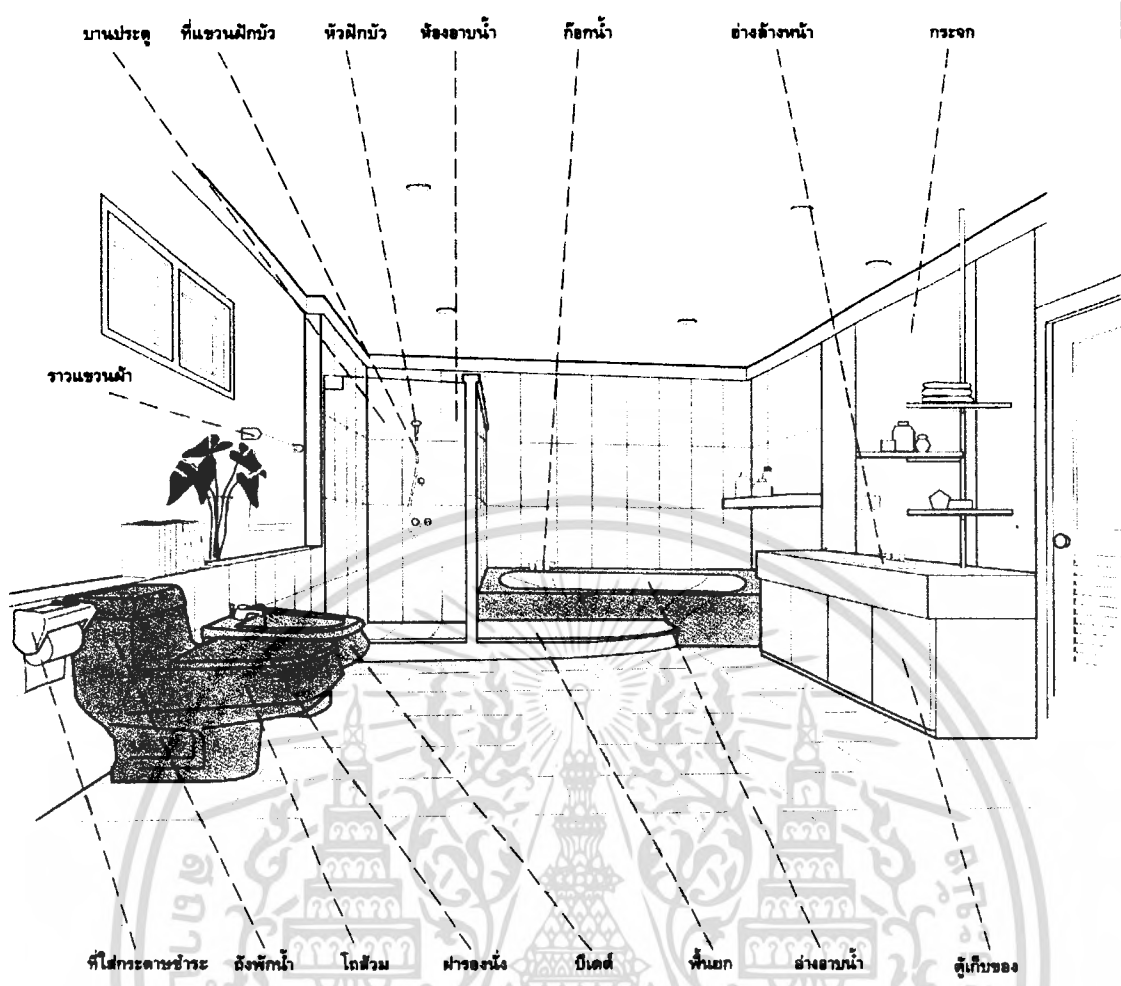 บานประตู ที่แขวนฝักบัว หัวฝักบัว ห้องอาบน้ำ ก๊อกน้ำ อ่างล้างหน้า กระจก
ราวแขวนผ้า
ที่ใส่กระดาษชำระ ถังพักน้ำ โถส้วม ฝารองนั่ง บิเดต์ พื้นยก อ่างอาบน้ำ ตู้เก็บของ